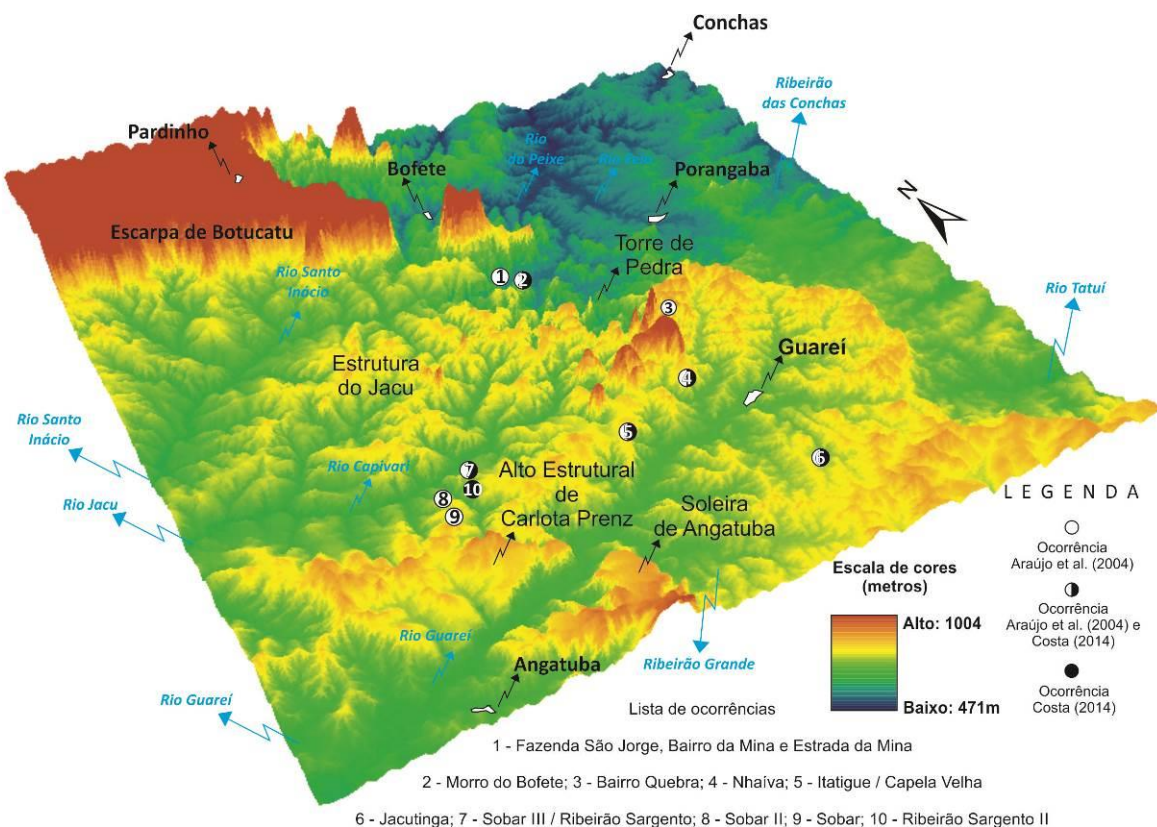 Conchas
Ribeirão
das Conchas
Pardinho
Rio
do Peixe
Bofete
Porangaba
N
Escarpa de Botucatu
Torre de
Pedra
Rio Santo
Inácio
1
2
3
Rio Tatuí
Guareí
Estrutura
do Jacu
4
5
6
Rio Santo
Inácio
Rio Capivari
7
10
8
9
Alto Estrutural
de
Carlota Prenz
Soleira
de Angatuba
Rio Jacu
LEGENDA
Ocorrência
Araújo et al. (2004)
Ocorrência
Araújo et al. (2004) e
Costa (2014)
Ocorrência
Costa (2014)
Escala de cores
(metros)
Alto: 1004
Baixo: 471m
Rio Guareí
Ribeirão Grande
Angatuba
Rio Guareí
Lista de ocorrências
1 - Fazenda São Jorge, Bairro da Mina e Estrada da Mina
2 - Morro do Bofete; 3 - Bairro Quebra; 4 - Nhaíva; 5 - Itatigue / Capela Velha
6 - Jacutinga; 7 - Sobar III / Ribeirão Sargento; 8 - Sobar II; 9 - Sobar; 10 - Ribeirão Sargento II